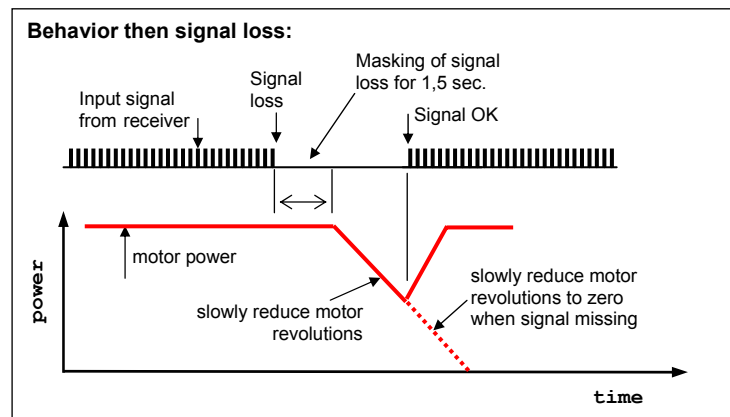 Behavior then signal loss:
Masking of signal
loss for 1,5 sec.
Signal
loss
Input signal
from receiver
Signal OK
motor power
slowly reduce motor
revolutions
slowly reduce motor
revolutions to zero
when signal missing
power
time